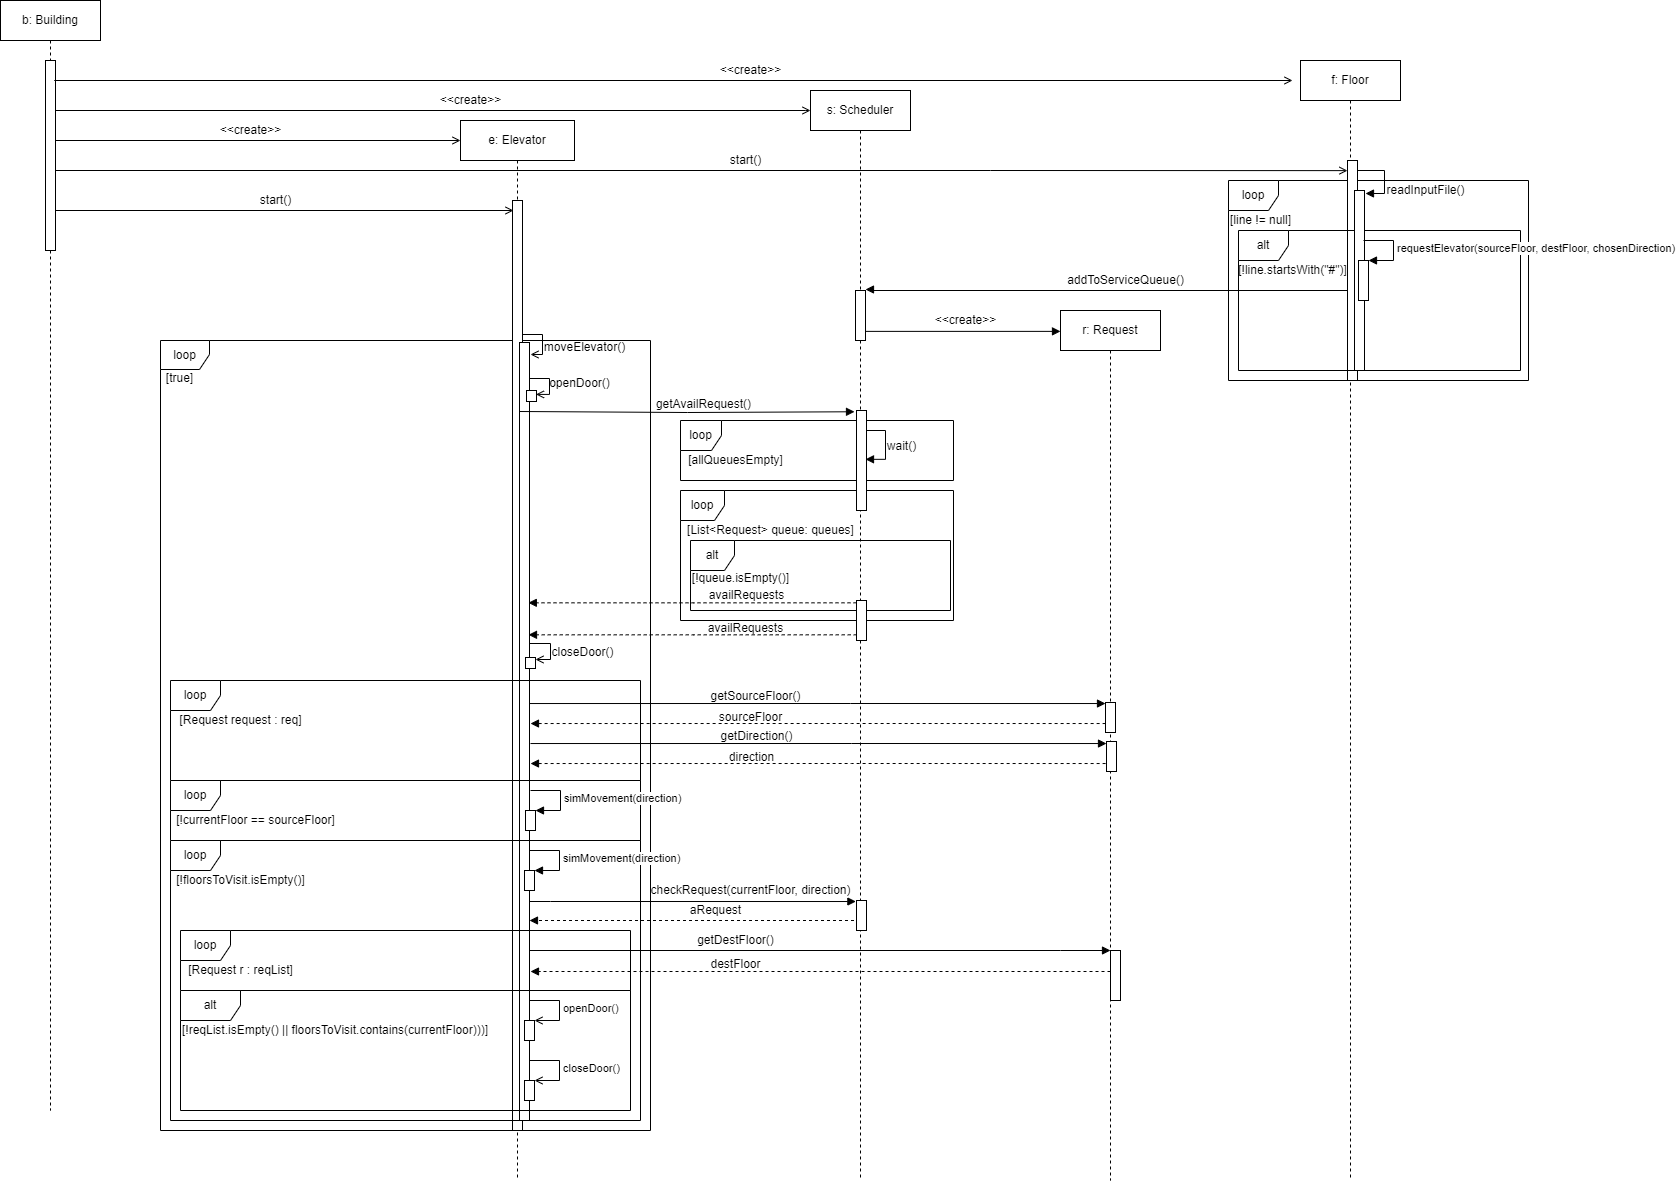 b: Building
<<create>>
f: Floor
<<create>>
s: Scheduler
<<create>>
e: Elevator
start()
readInputFile()
loop
[line != null]
start()
alt
requestElevator(sourceFloor, destFloor, chosenDirection)
[!line.startsWith("#")]
addToServiceQueue()
<<create>>
r: Request
loop
moveElevator()
[true]
openDoor()
getAvailRequest()
loop
wait()
[allQueuesEmpty]
loop
[List<Request> queue: queues]
alt
[!queue.isEmpty()]
availRequests
availRequests
closeDoor()
loop
getSourceFloor()
[Request request : req]
sourceFloor
getDirection()
direction
loop
simMovement(direction)
[!currentFloor == sourceFloor]
loop
simMovement(direction)
[!floorsToVisit.isEmpty()]
checkRequest(currentFloor, direction)
aRequest
loop
getDestFloor()
[Request r : reqList]
destFloor
alt
openDoor()
[!reqList.isEmpty() || floorsToVisit.contains(currentFloor)))]
closeDoor()